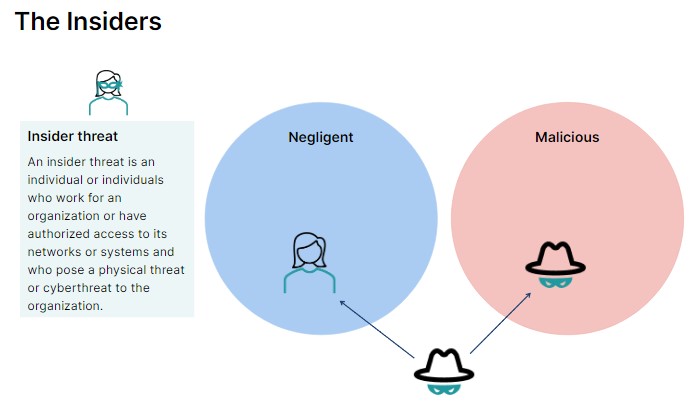 The Insiders
Insider threat
An insider threat is an
individual or individuals
who work for an
organization or have
authorized access to its
networks or systems and
who pose a physical threat
or cyberthreat to the
organization.
Negligent
Malicious